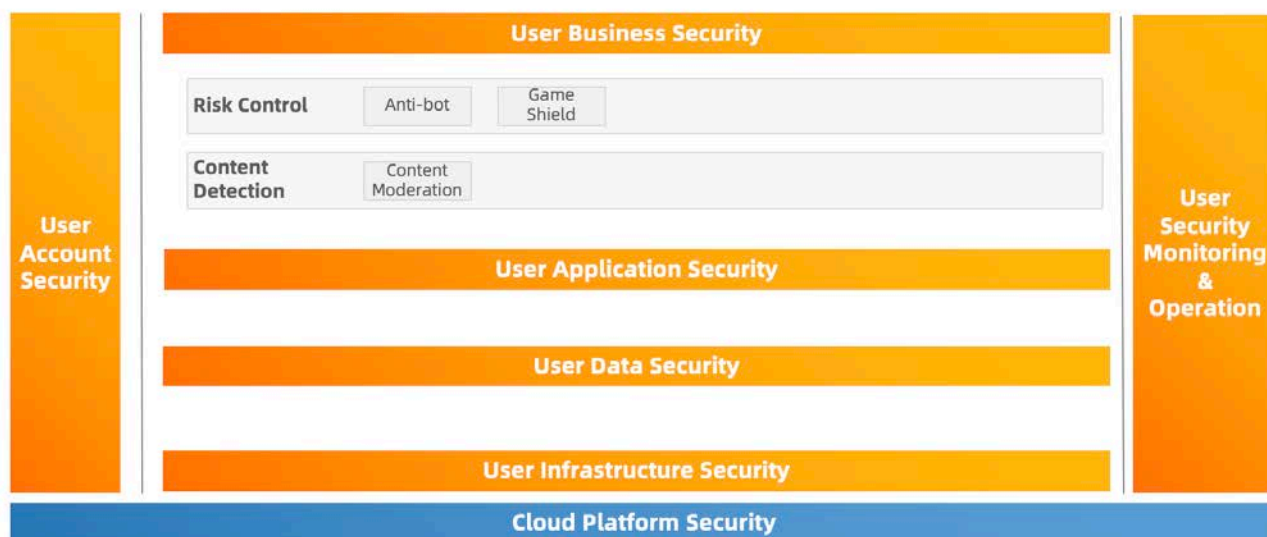 User Business Security
Risk Control
Anti-bot
Game
Shield
Content
Detection
Content
Moderation
User
Account
Security
User Application Security
User Data Security
User Infrastructure Security
User
Security
Monitoring
&
Operation
Cloud Platform Security